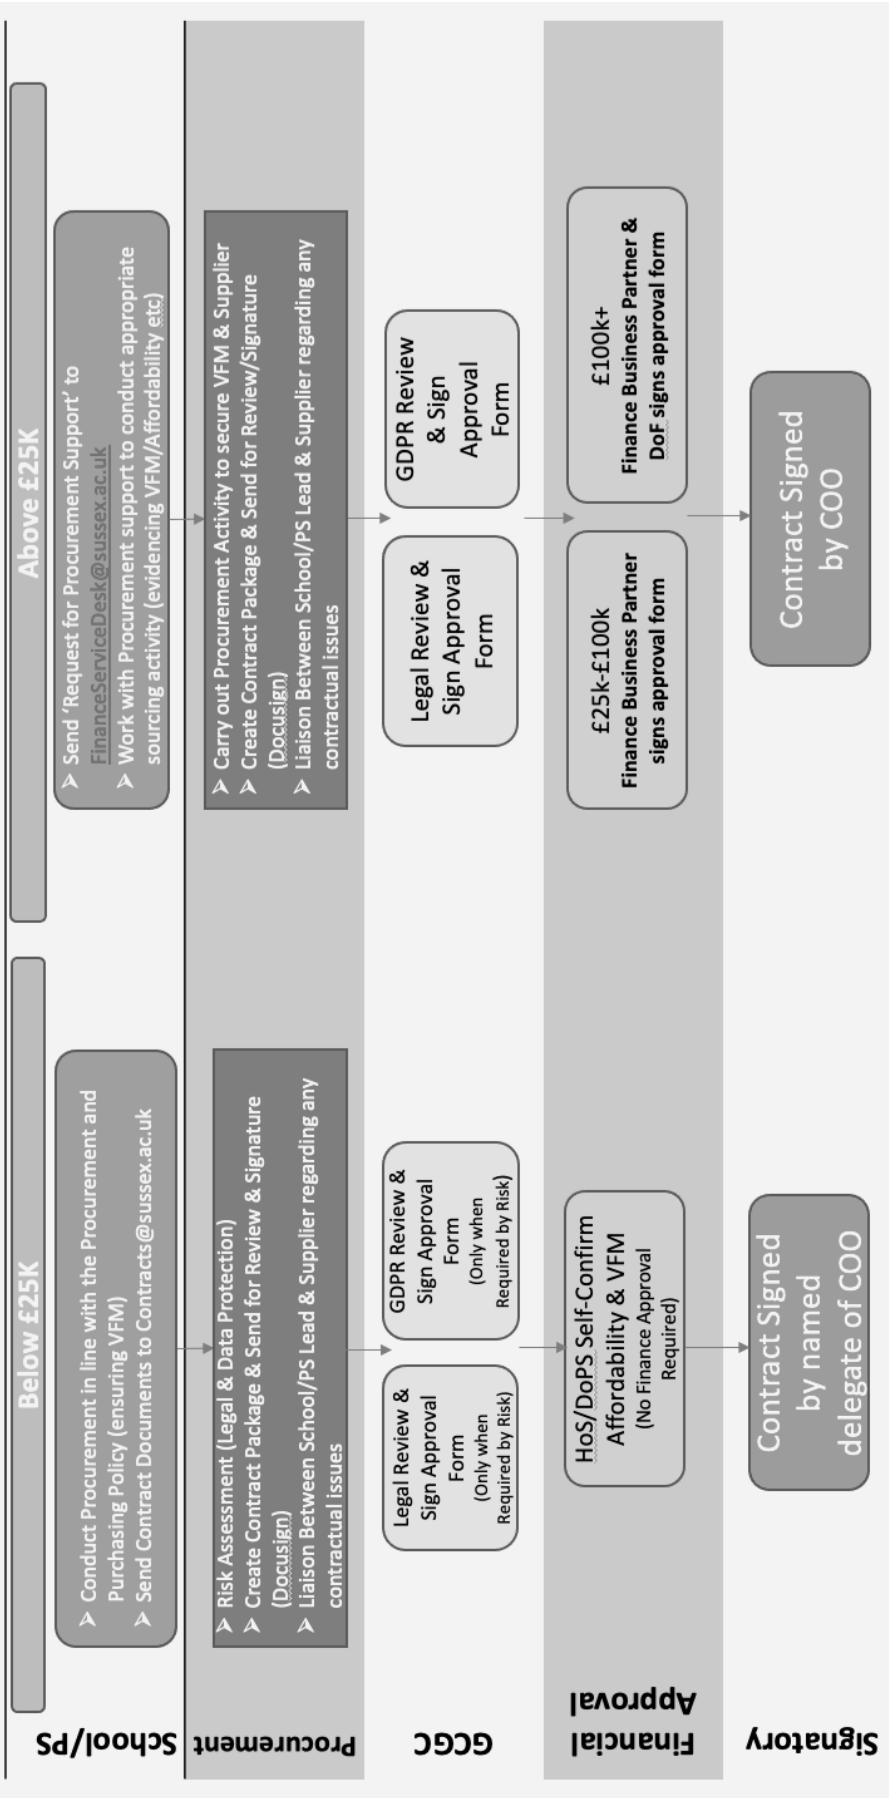 Below £25K
Above £25K
School/PS
➢ Conduct Procurement in line with the Procurement and
Purchasing Policy (ensuring VFM)
➢ Send Contract Documents to Contracts@sussex.ac.uk
➢ Send ‘Request for Procurement Support’ to
FinanceServiceDesk@sussex.ac.uk
➢ Work with Procurement support to conduct appropriate
sourcing activity (evidencing VFM/Affordability etc)
Procurement
➢ Risk Assessment (Legal & Data Protection)
➢ Create Contract Package & Send for Review & Signature
(Docusign)
➢ Liaison Between School/PS Lead & Supplier regarding any
contractual issues
➢ Carry out Procurement Activity to secure VFM & Supplier
➢ Create Contract Package & Send for Review/Signature
(Docusign)
➢ Liaison Between School/PS Lead & Supplier regarding any
contractual issues
GCGC
Legal Review &
Sign Approval
Form
(Only when
Required by Risk)
GDPR Review &
Sign Approval
Form
(Only when
Required by Risk)
Legal Review &
Sign Approval
Form
GDPR Review
& Sign
Approval
Form
Financial
Approval
HoS/DoPS Self-Confirm
Affordability & VFM
(No Finance Approval
Required)
£25k-£100k
Finance Business Partner
signs approval form
£100k+
Finance Business Partner &
DoF signs approval form
Signatory
Contract Signed
by named
delegate of COO
Contract Signed
by COO